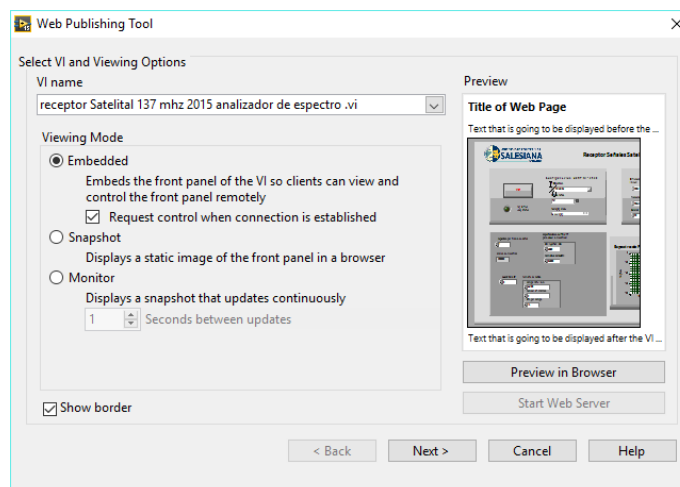 Web Publishing Tool
Select VI and Viewing Options
VI name
receptor Satelital 137 mhz 2015 analizador de espectro .vi
Viewing Mode
Embedded
Embeds the front panel of the VI so clients can view and
control the front panel remotely
Request control when connection is established
Snapshot
Displays a static image of the front panel in a browser
Monitor
Displays a snapshot that updates continuously
1 Seconds between updates
Show border
Preview
Title of Web Page
Text that is going to be displayed before the ...
SALESIANA
Receptor Señales Satel
Text that is going to be displayed after the VI ...
Preview in Browser
Start Web Server
< Back
Next >
Cancel
Help